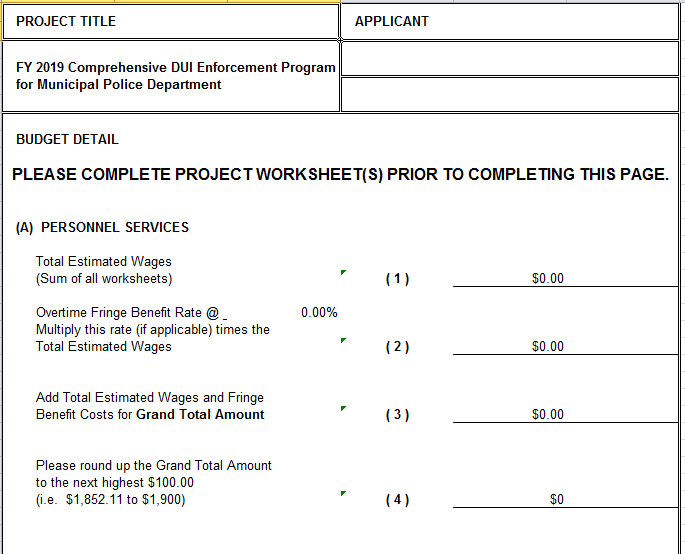 PROJECT TITLE
APPLICANT
FY 2019 Comprehensive DUI Enforcement Program
for Municipal Police Department
BUDGET DETAIL
PLEASE COMPLETE PROJECT WORKSHEET(S) PRIOR TO COMPLETING THIS PAGE.
(A) PERSONNEL SERVICES
Total Estimated Wages
(Sum of all worksheets) ( 1 ) $0.00
Overtime Fringe Benefit Rate @ _ 0.00%
Multiply this rate (if applicable) times the
Total Estimated Wages ( 2 ) $0.00
Add Total Estimated Wages and Fringe
Benefit Costs for Grand Total Amount ( 3 ) $0.00
Please round up the Grand Total Amount
to the next highest $100.00
(i.e. $1,852.11 to $1,900) ( 4 ) $0